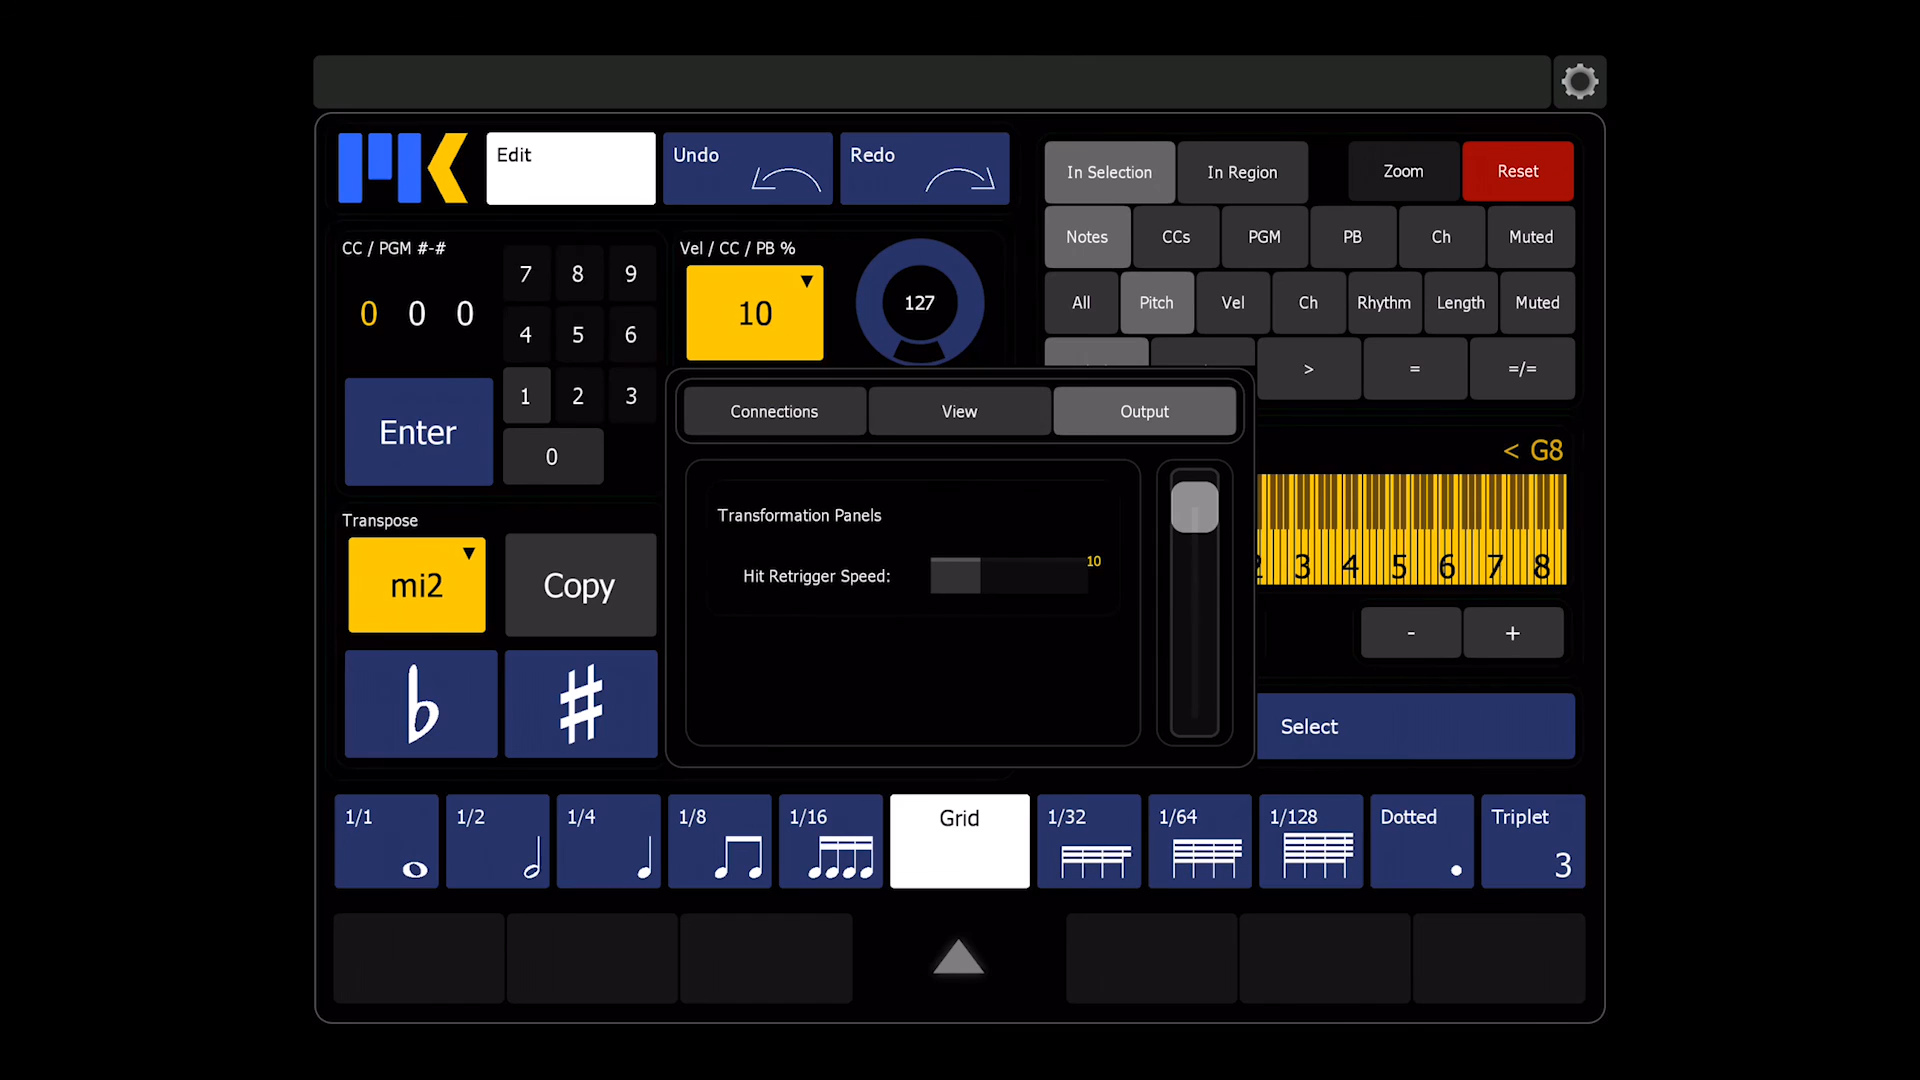 Edit
Undo
Redo
In Selection
In Region
Zoom
Reset
Notes
CCs
PGM
PB
Ch
Muted
All
Pitch
Vel
Ch
Rhythm
Length
Muted
>
=
=/=
CC / PGM #-#
0 0 0
7 8 9
4 5 6
1 2 3
0
Enter
Vel / CC / PB %
10
127
Connections
View
Output
Transformation Panels
Hit Retrigger Speed:
10
< G8
2 3 4 5 6 7 8
-
+
Select
Transpose
mi2
Copy
1/1
1/2
1/4
1/8
1/16
Grid
1/32
1/64
1/128
Dotted
Triplet
3